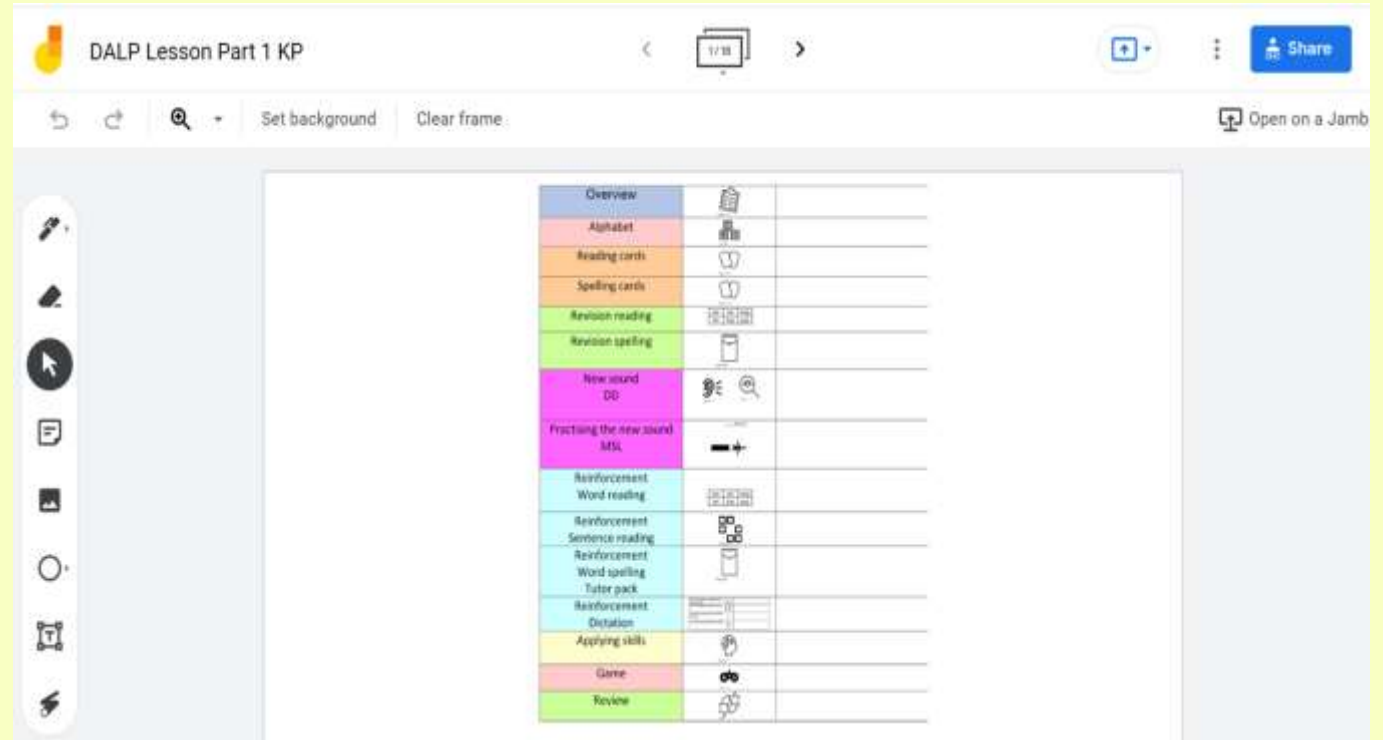 DALP Lesson Part 1 KP
Share
Set background
Clear frame
Open on a Jamb
Overview
Alphabet
Reading cards
Spelling cards
Revision reading
Revision spelling
New sound
DD
Practising the new sound
MSL
Reinforcement
Word reading
Reinforcement
Sentence reading
Reinforcement
Word spelling
Tutor pack
Reinforcement
Dictation
Applying skills
Game
Review